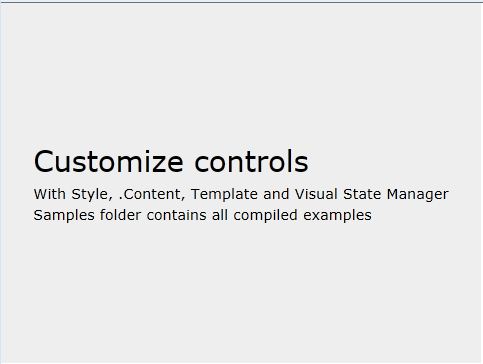 Customize controls
With Style, .Content, Template and Visual State Manager
Samples folder contains all compiled examples